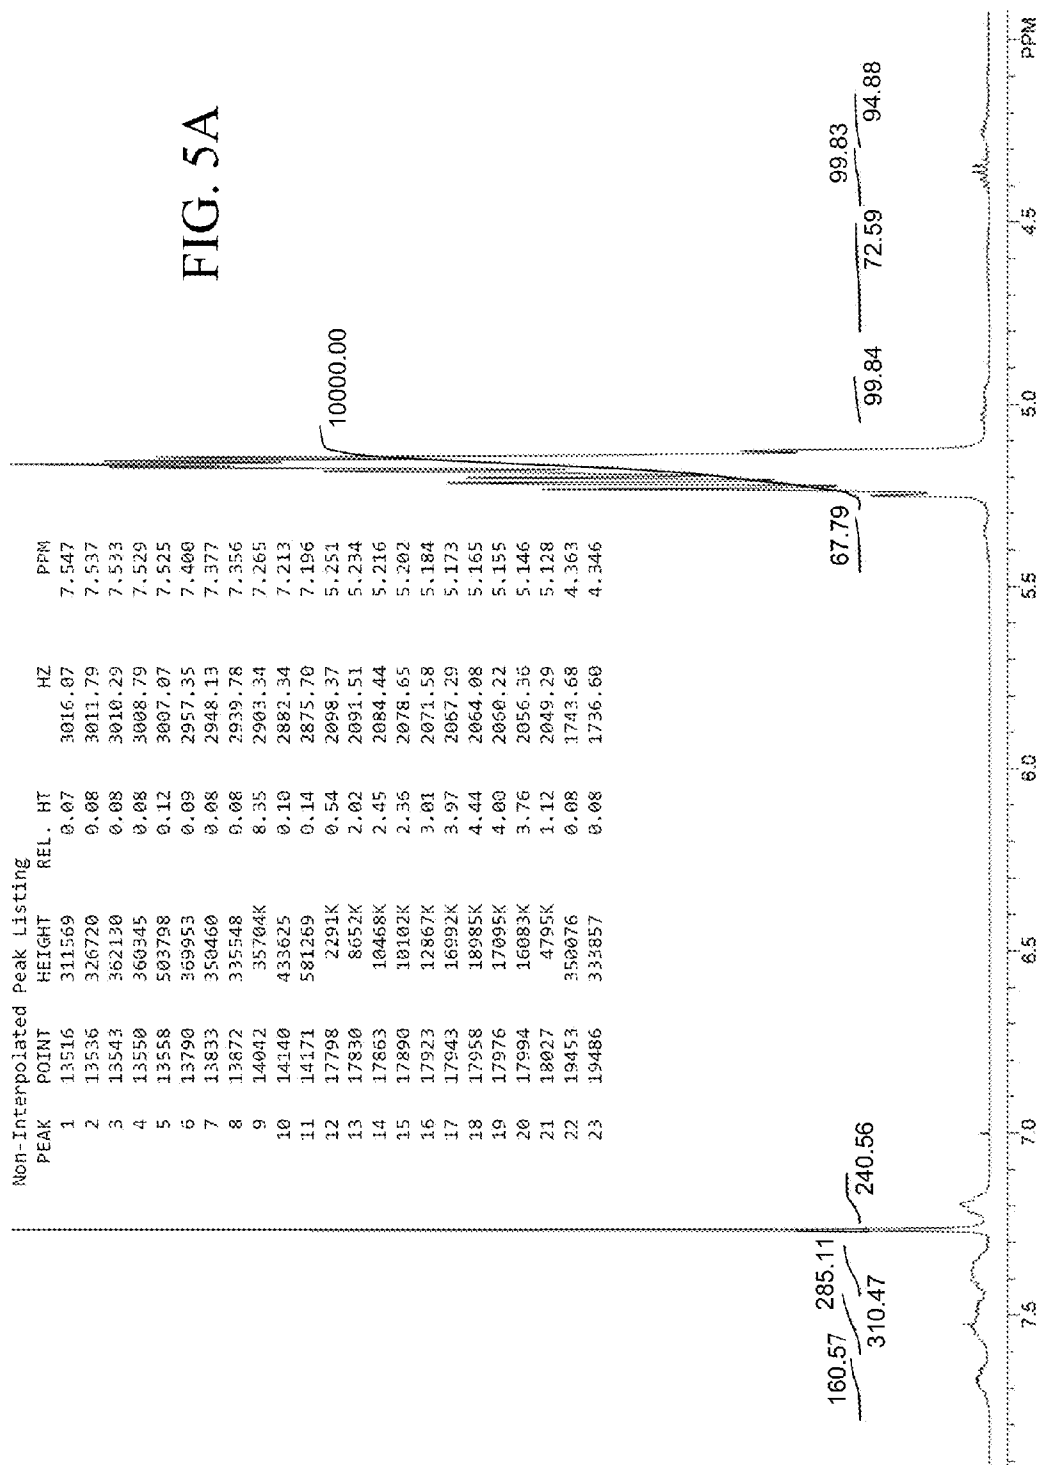 FIG. 5A
Non-Interpolated Peak Listing
PEAK POINT HEIGHT REL. HT HZ PPM
1 13516 311569 0.07 3016.07 7.547
2 13536 326720 0.08 3011.79 7.537
3 13543 362130 0.08 3010.29 7.533
4 13550 360345 0.08 3008.79 7.529
5 13558 503798 0.12 3007.07 7.525
6 13790 369953 0.09 2957.35 7.400
7 13833 350460 0.08 2948.13 7.377
8 13872 335548 0.08 2939.78 7.356
9 14042 35704K 8.35 2903.34 7.265
10 14140 433625 0.10 2882.34 7.213
11 14171 581269 0.14 2875.70 7.196
12 17798 2291K 0.54 2098.37 5.251
13 17830 8652K 2.02 2091.51 5.234
14 17863 10468K 2.45 2084.44 5.216
15 17890 10102K 2.36 2078.65 5.202
16 17923 12867K 3.01 2071.58 5.184
17 17943 16992K 3.97 2067.29 5.173
18 17958 18985K 4.44 2064.08 5.165
19 17976 17095K 4.00 2060.22 5.155
20 17994 16083K 3.76 2056.36 5.146
21 18027 4795K 1.12 2049.29 5.128
22 19453 350076 0.08 1743.68 4.363
23 19486 333857 0.08 1736.60 4.346
10000.00
160.57 285.11 67.79 99.83
310.47 240.56 99.84 72.59 94.88
7.5 7.0 6.5 6.0 5.5 5.0 4.5 PPM